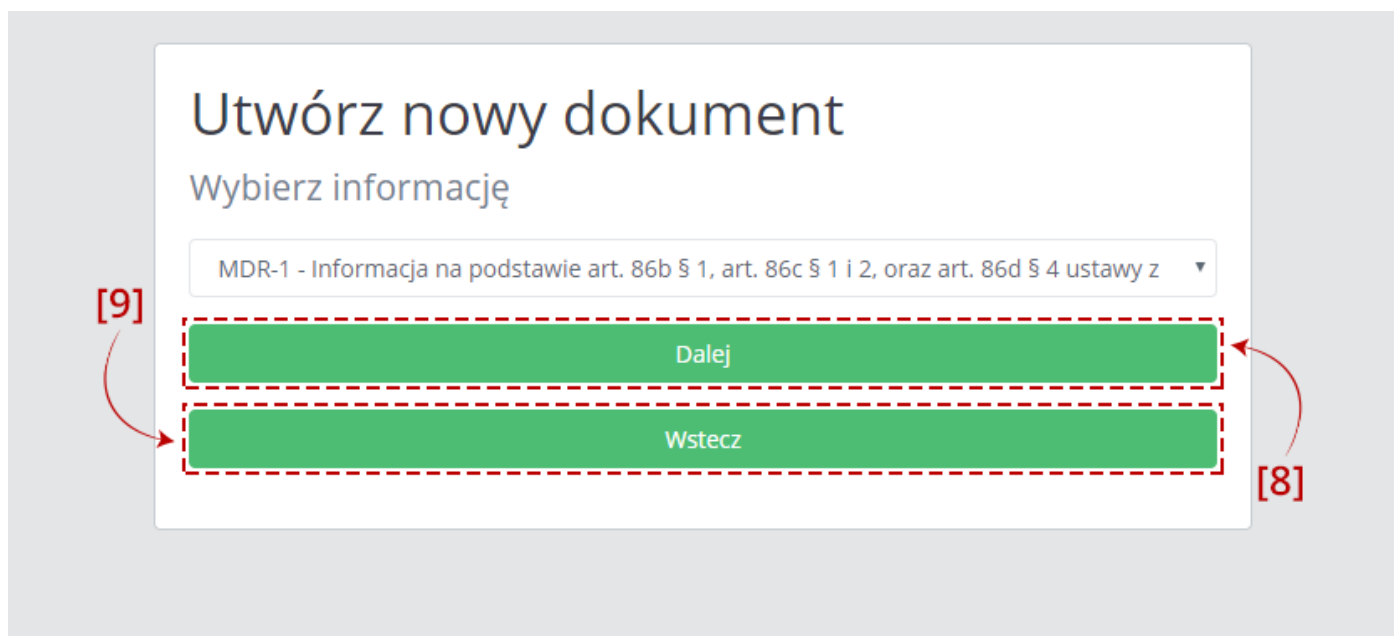 Utwórz nowy dokument
Wybierz informację
MDR-1 - Informacja na podstawie art. 86b § 1, art. 86c § 1 i 2, oraz art. 86d § 4 ustawy z
[9]
Dalej
Wstecz
[8]